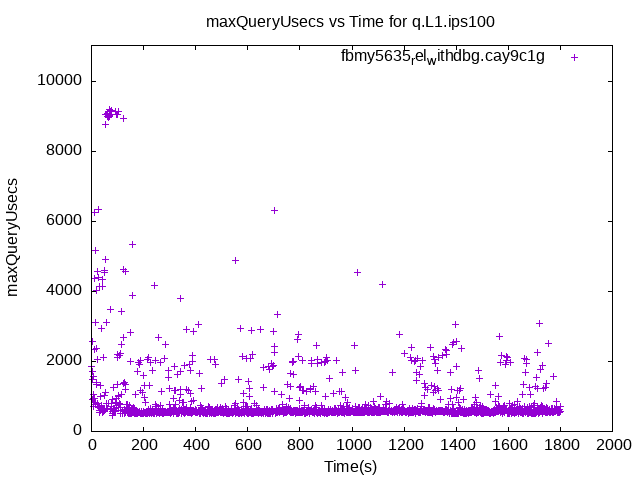 maxQueryUsecs vs Time for q.L1.ips100
fbmy5635relwithdbg.cay9c1g
10000
8000
6000
4000
2000
0
maxQueryUsecs
0 200 400 600 800 1000 1200 1400 1600 1800 2000
Time(s)